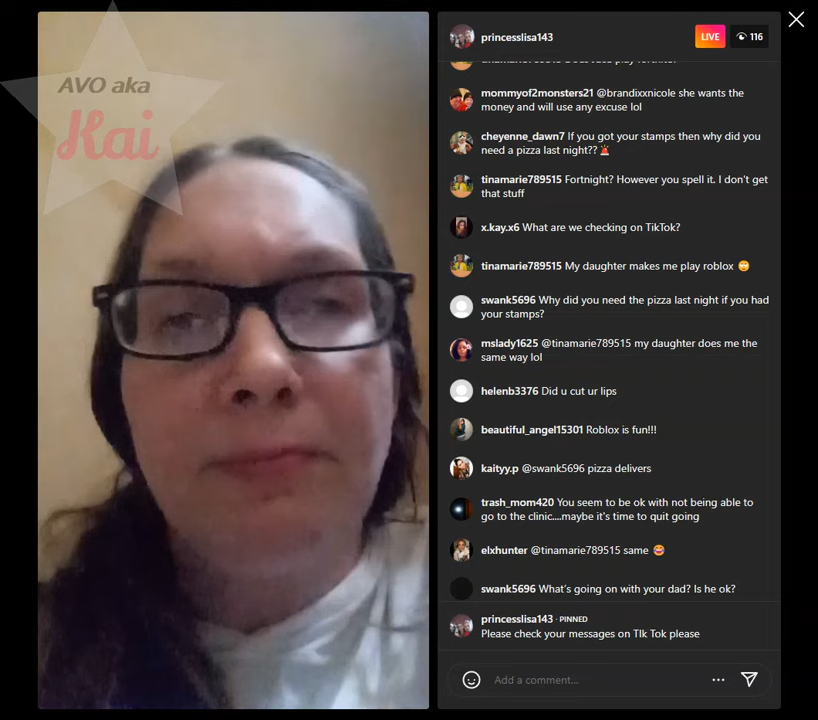 AVO aka
Kai
princesslisa143
LIVE
116
mommyof2monsters21 @brandixxnicole she wants the
money and will use any excuse lol
cheyenne_dawn7 If you got your stamps then why did you
need a pizza last night??🚨
tinamarie789515 Fortnight? However you spell it. I don't get
that stuff
x.kay.x6 What are we checking on TikTok?
tinamarie789515 My daughter makes me play roblox 🙄
swank5696 Why did you need the pizza last night if you had
your stamps?
mslady1625 @tinamarie789515 my daughter does me the
same way lol
helenb3376 Did u cut ur lips
beautiful_angel15301 Roblox is fun!!!
kaityy.p @swank5696 pizza delivers
trash_mom420 You seem to be ok with not being able to
go to the clinic....maybe it's time to quit going
elxhunter @tinamarie789515 same 😂
swank5696 What's going on with your dad? Is he ok?
princesslisa143 · PINNED
Please check your messages on TIk Tok please
Add a comment...